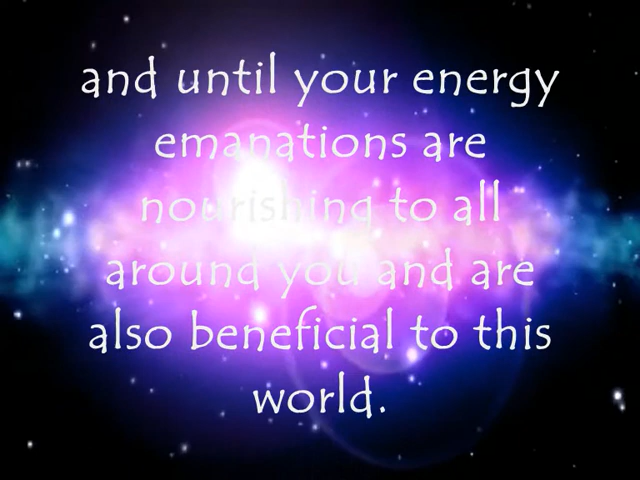 and until your energy
emanations are
nourishing to all
around you and are
also beneficial to this
world.